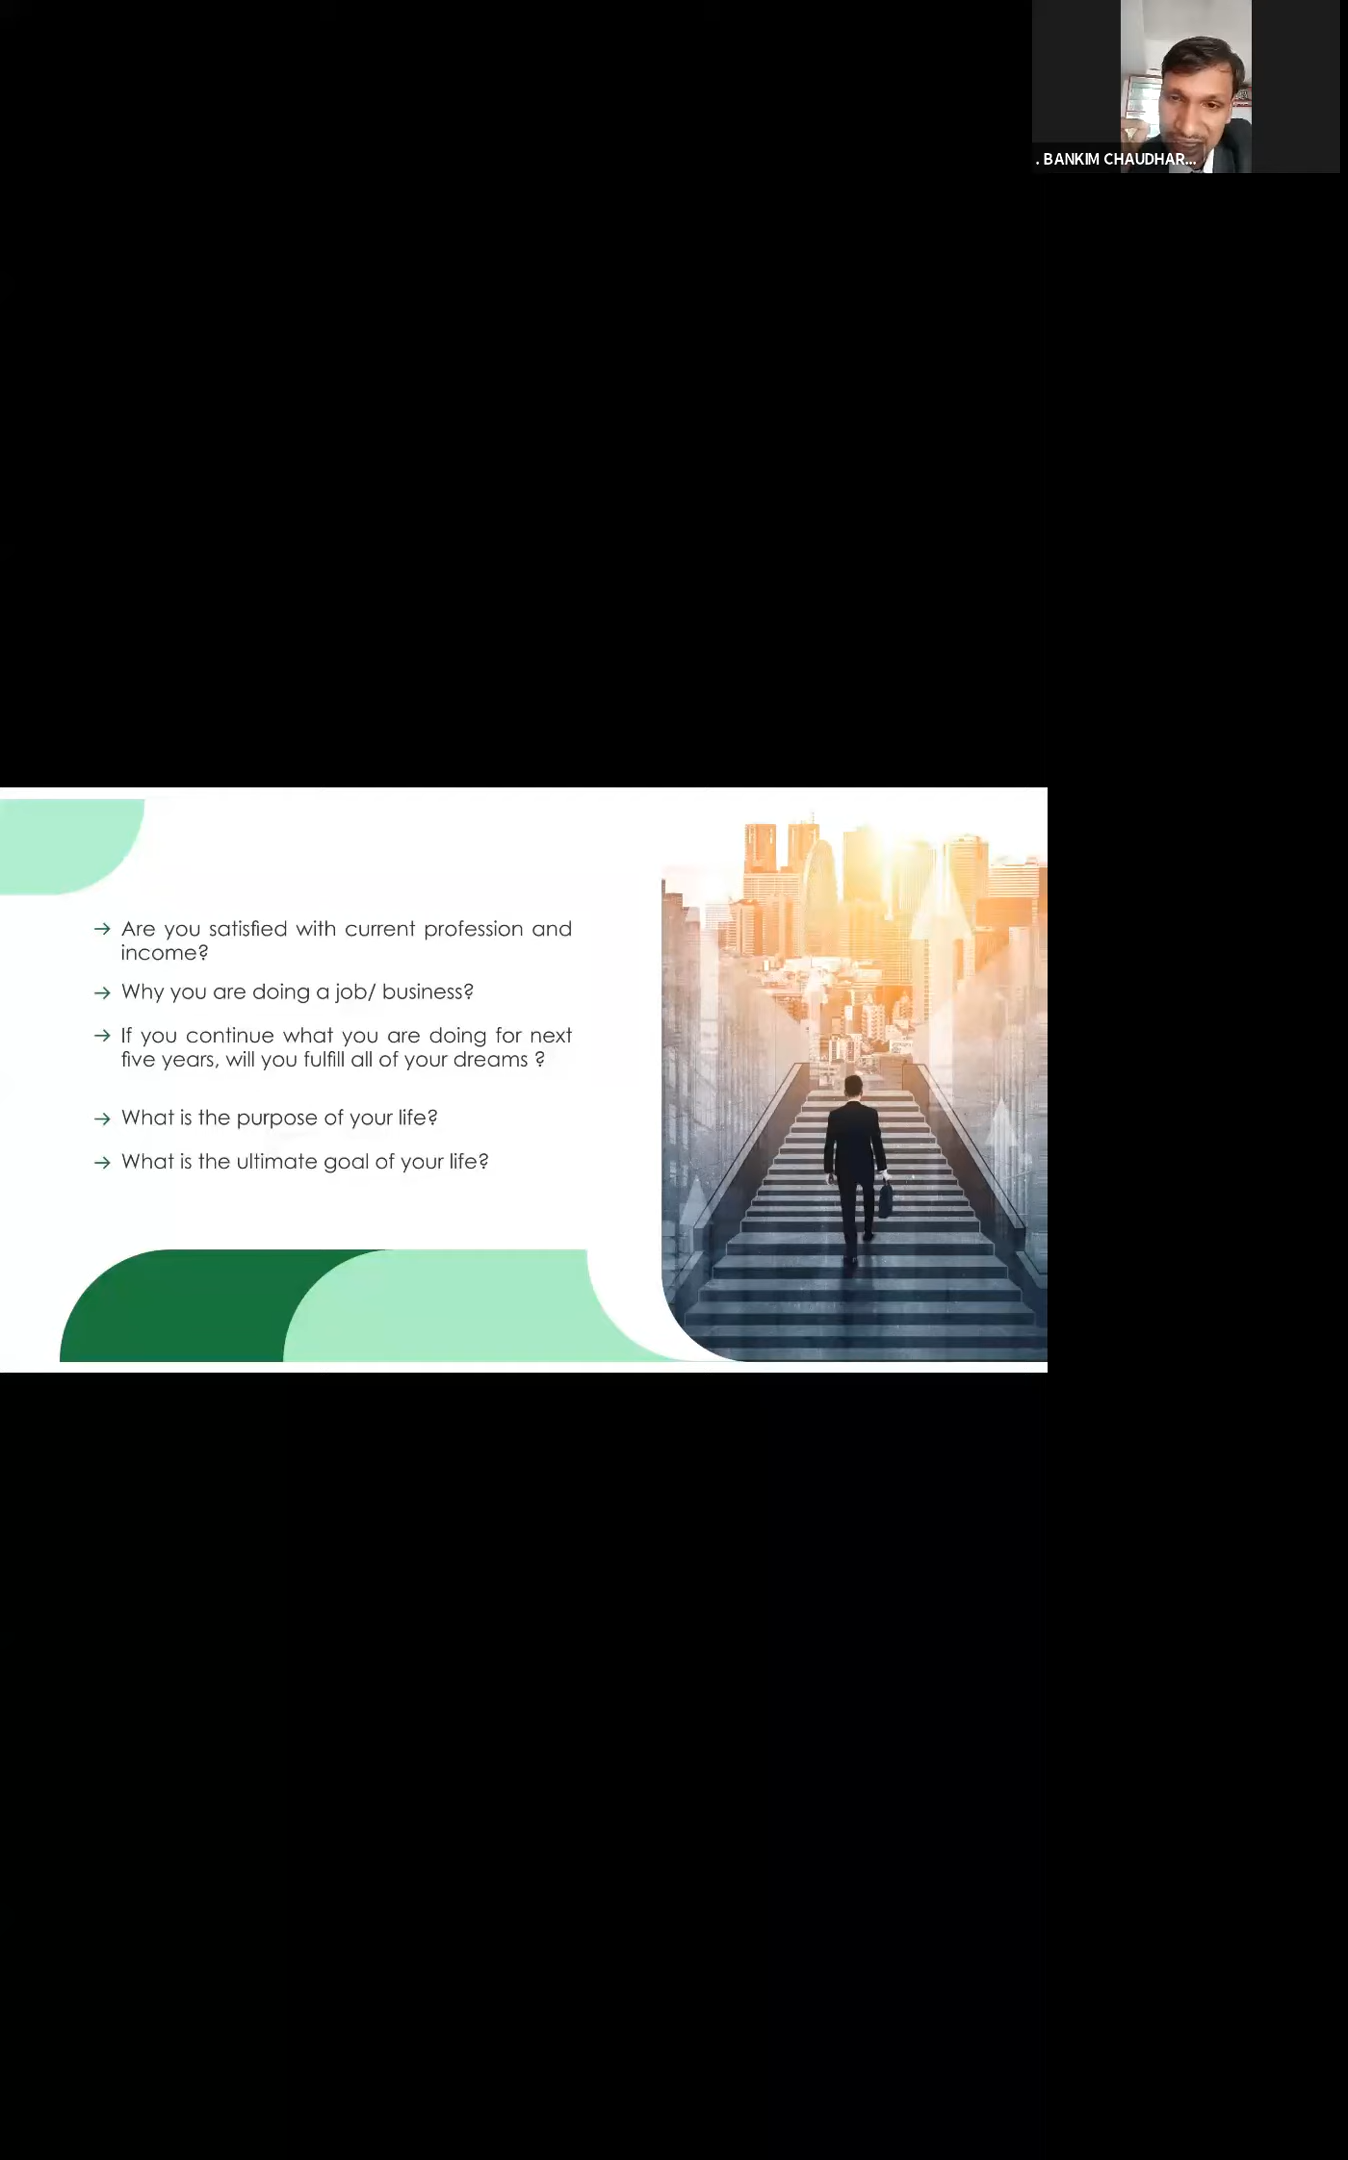 . BANKIM CHAUDHAR...
→ Are you satisfied with current profession and
income?
→ Why you are doing a job/ business?
→ If you continue what you are doing for next
five years, will you fulfill all of your dreams ?
→ What is the purpose of your life?
→ What is the ultimate goal of your life?